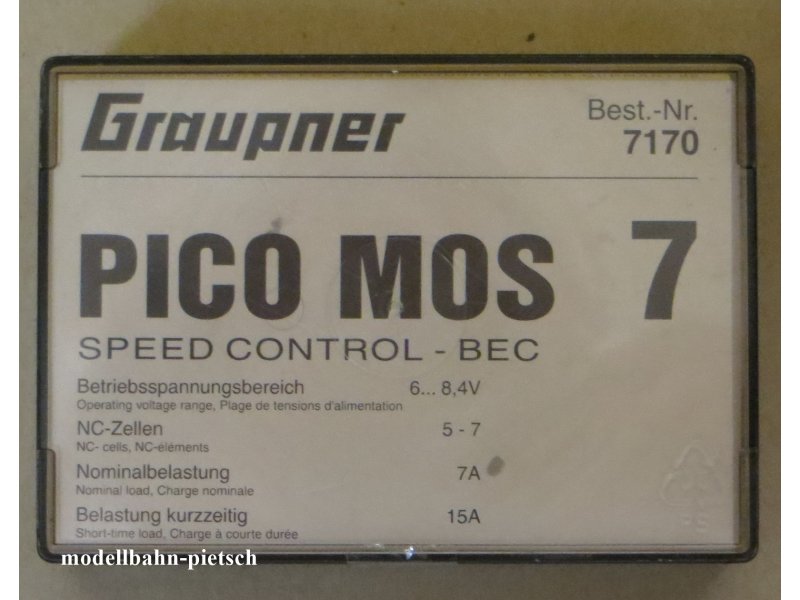 Graupner
Best.-Nr.
7170
PICO MOS 7
SPEED CONTROL - BEC
Betriebsspannungsbereich 6... 8,4V
Operating voltage range, Plage de tensions d'alimentation
NC-Zellen 5 - 7
NC- cells, NC-éléments
Nominalbelastung 7A
Nominal load, Charge nominale
Belastung kurzzeitig 15A
Short-time load, Charge à courte durée
modellbahn-pietsch